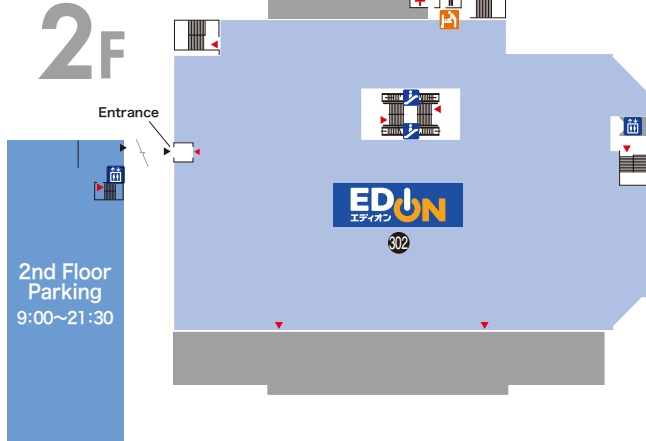 2F
Entrance
EDION
エディオン
302
2nd Floor
Parking
9:00～21:30